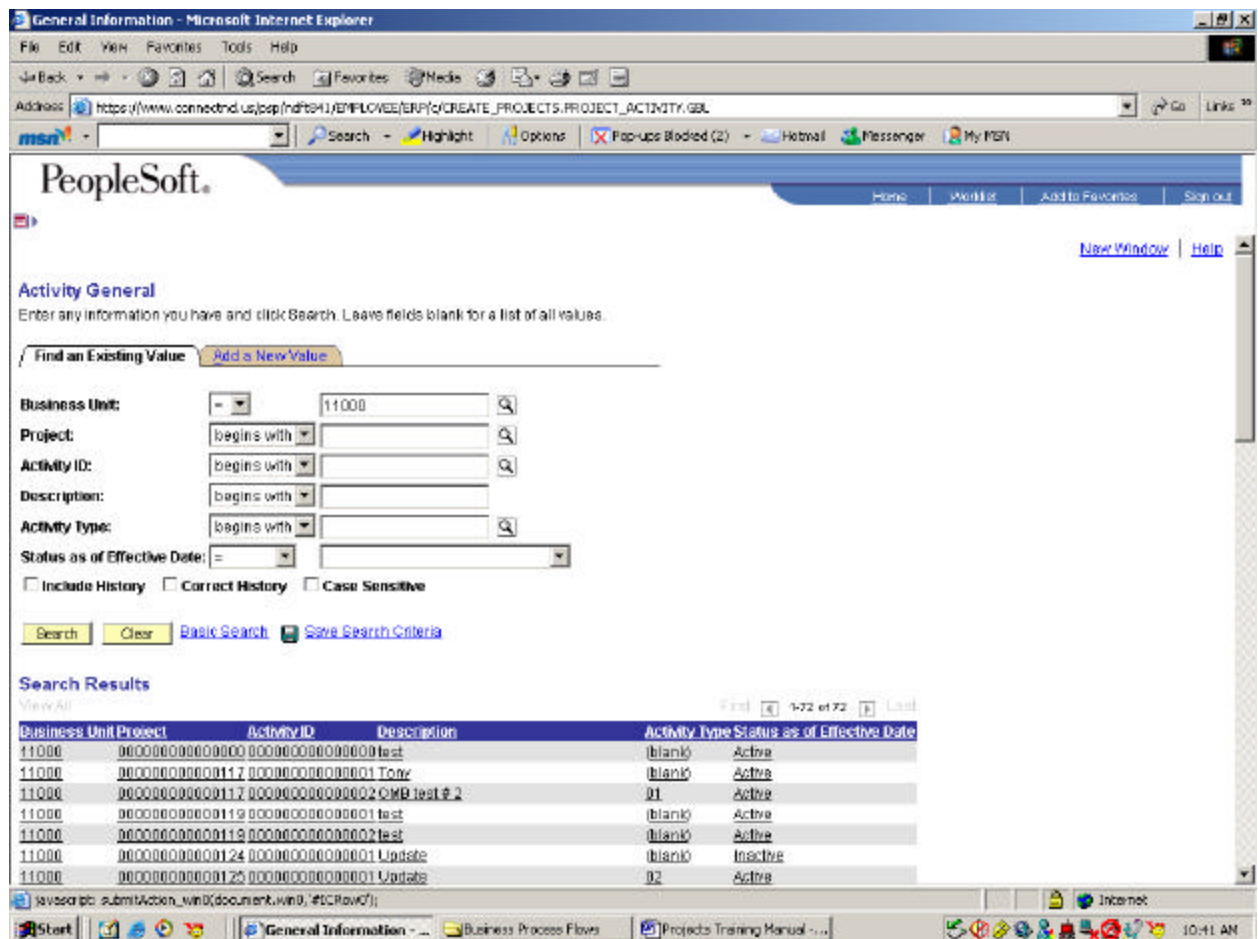 General Information - Microsoft Internet Explorer
File Edit View Favorites Tools Help
Back Search Favorites Media
Address https://www.connectnd.us/psp/ndft841/EMPLOYEE/ERP/c/CREATE_PROJECTS.PROJECT_ACTIVITY.GBL Go Links »
msn Search Highlight Options Pop-ups Blocked (2) Hotmail Messenger My MSN
PeopleSoft.
Home Worklist Add to Favorites Sign out
New Window | Help
Activity General
Enter any information you have and click Search. Leave fields blank for a list of all values.
Find an Existing Value Add a New Value
Business Unit: = 11000
Project: begins with
Activity ID: begins with
Description: begins with
Activity Type: begins with
Status as of Effective Date: =
Include History Correct History Case Sensitive
Search Clear Basic Search Save Search Criteria
Search Results
View All First 1-72 of 72 Last
Business Unit Project Activity ID Description Activity Type Status as of Effective Date
11000 000000000000000 000000000000000 test (blank) Active
11000 000000000000117 000000000000001 Tony (blank) Active
11000 000000000000117 000000000000002 OMB test # 2 01 Active
11000 000000000000119 000000000000001 test (blank) Active
11000 000000000000119 000000000000002 test (blank) Active
11000 000000000000124 000000000000001 Update (blank) Inactive
11000 000000000000125 000000000000001 Update 02 Active
javascript: submitAction_win0(document.win0,'#ICRow0'); Internet
Start General Information - ... Business Process Flows Projects Training Manual -... 10:41 AM